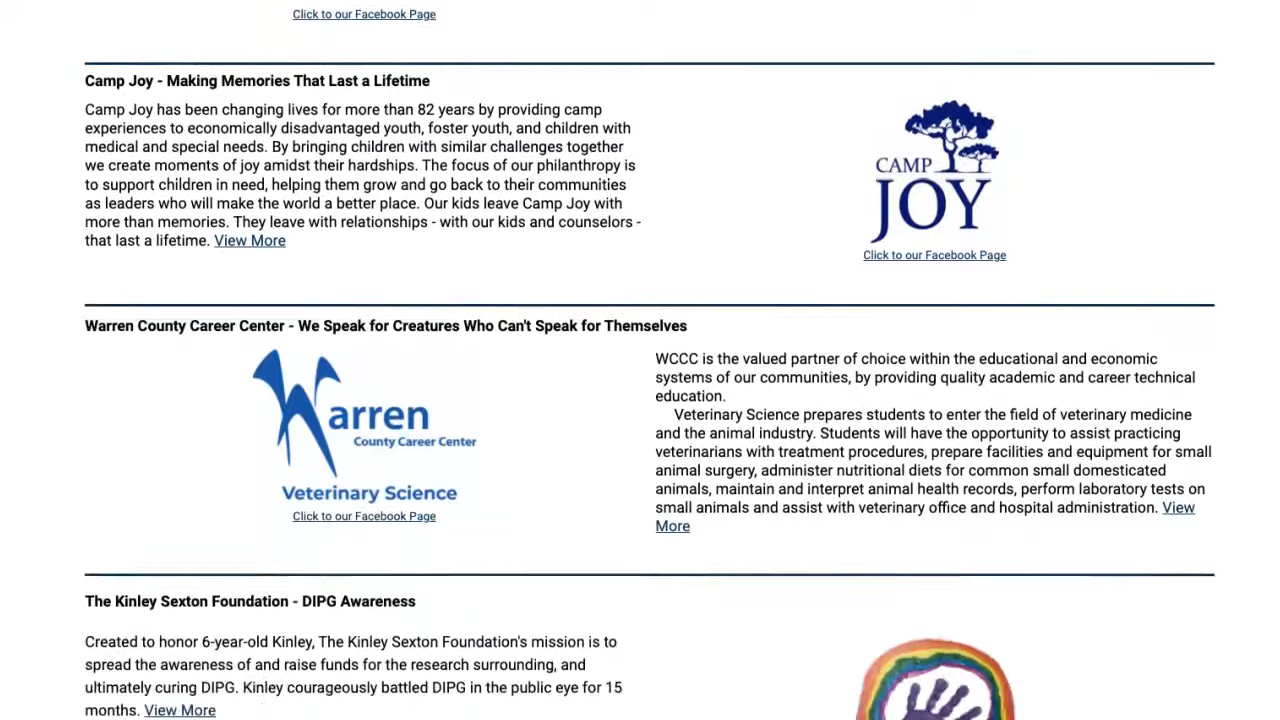 Click to our Facebook Page
Camp Joy - Making Memories That Last a Lifetime
Camp Joy has been changing lives for more than 82 years by providing camp
experiences to economically disadvantaged youth, foster youth, and children with
medical and special needs. By bringing children with similar challenges together
we create moments of joy amidst their hardships. The focus of our philanthropy is
to support children in need, helping them grow and go back to their communities
as leaders who will make the world a better place. Our kids leave Camp Joy with
more than memories. They leave with relationships - with our kids and counselors -
that last a lifetime. View More
CAMP
JOY
Click to our Facebook Page
Warren County Career Center - We Speak for Creatures Who Can't Speak for Themselves
Warren
County Career Center
Veterinary Science
Click to our Facebook Page
WCCC is the valued partner of choice within the educational and economic
systems of our communities, by providing quality academic and career technical
education.
Veterinary Science prepares students to enter the field of veterinary medicine
and the animal industry. Students will have the opportunity to assist practicing
veterinarians with treatment procedures, prepare facilities and equipment for small
animal surgery, administer nutritional diets for common small domesticated
animals, maintain and interpret animal health records, perform laboratory tests on
small animals and assist with veterinary office and hospital administration. View
More
The Kinley Sexton Foundation - DIPG Awareness
Created to honor 6-year-old Kinley, The Kinley Sexton Foundation's mission is to
spread the awareness of and raise funds for the research surrounding, and
ultimately curing DIPG. Kinley courageously battled DIPG in the public eye for 15
months. View More